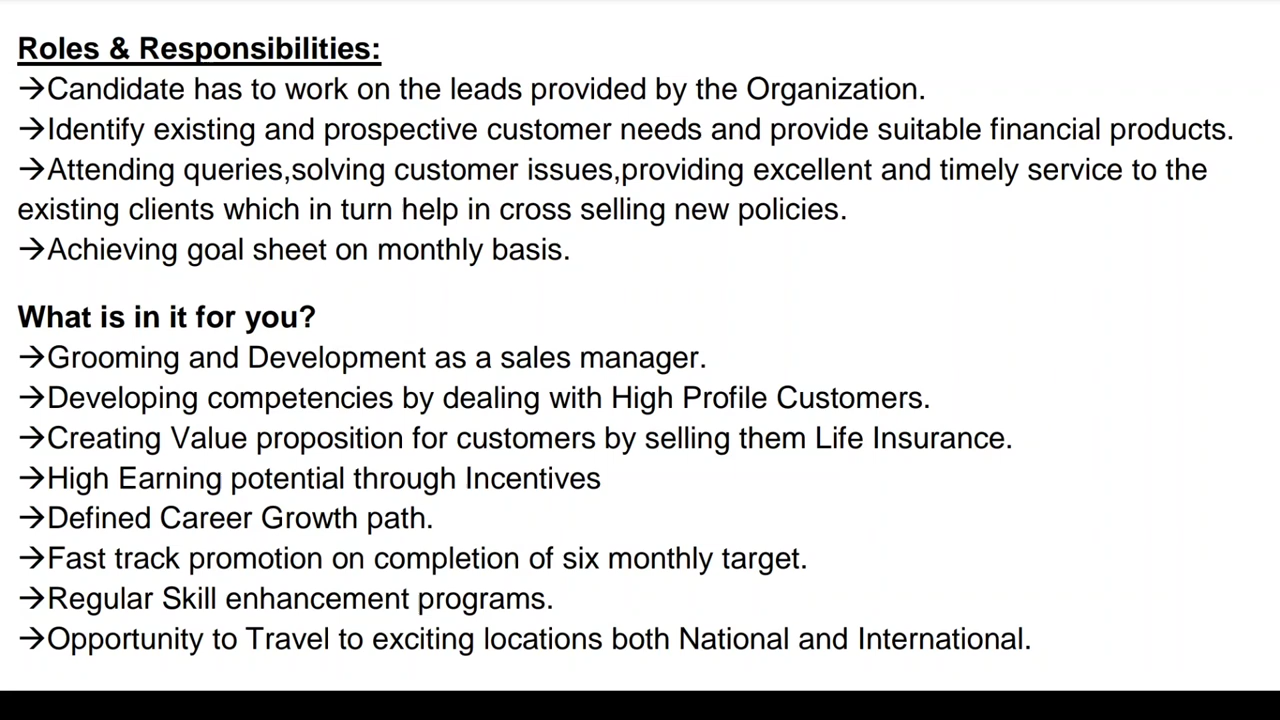 Roles & Responsibilities:
→Candidate has to work on the leads provided by the Organization.
→Identify existing and prospective customer needs and provide suitable financial products.
→Attending queries,solving customer issues,providing excellent and timely service to the
existing clients which in turn help in cross selling new policies.
→Achieving goal sheet on monthly basis.
What is in it for you?
→Grooming and Development as a sales manager.
→Developing competencies by dealing with High Profile Customers.
→Creating Value proposition for customers by selling them Life Insurance.
→High Earning potential through Incentives
→Defined Career Growth path.
→Fast track promotion on completion of six monthly target.
→Regular Skill enhancement programs.
→Opportunity to Travel to exciting locations both National and International.